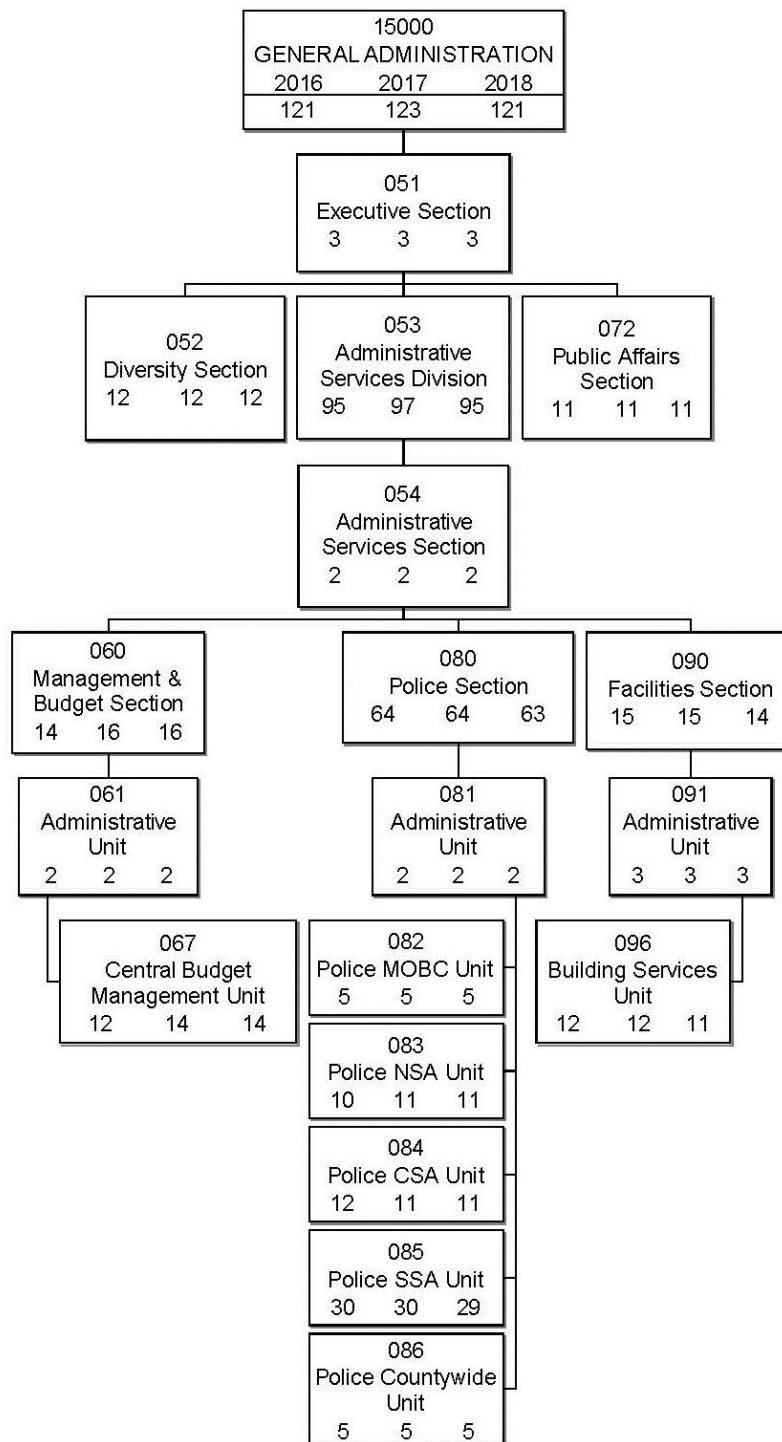 15000
GENERAL ADMINISTRATION
2016 2017 2018
121 123 121
051
Executive Section
3 3 3
052
Diversity Section
12 12 12
053
Administrative
Services Division
95 97 95
072
Public Affairs
Section
11 11 11
054
Administrative
Services Section
2 2 2
060
Management &
Budget Section
14 16 16
080
Police Section
64 64 63
090
Facilities Section
15 15 14
061
Administrative
Unit
2 2 2
081
Administrative
Unit
2 2 2
091
Administrative
Unit
3 3 3
067
Central Budget
Management Unit
12 14 14
082
Police MOBC Unit
5 5 5
096
Building Services
Unit
12 12 11
083
Police NSA Unit
10 11 11
084
Police CSA Unit
12 11 11
085
Police SSA Unit
30 30 29
086
Police Countywide
Unit
5 5 5